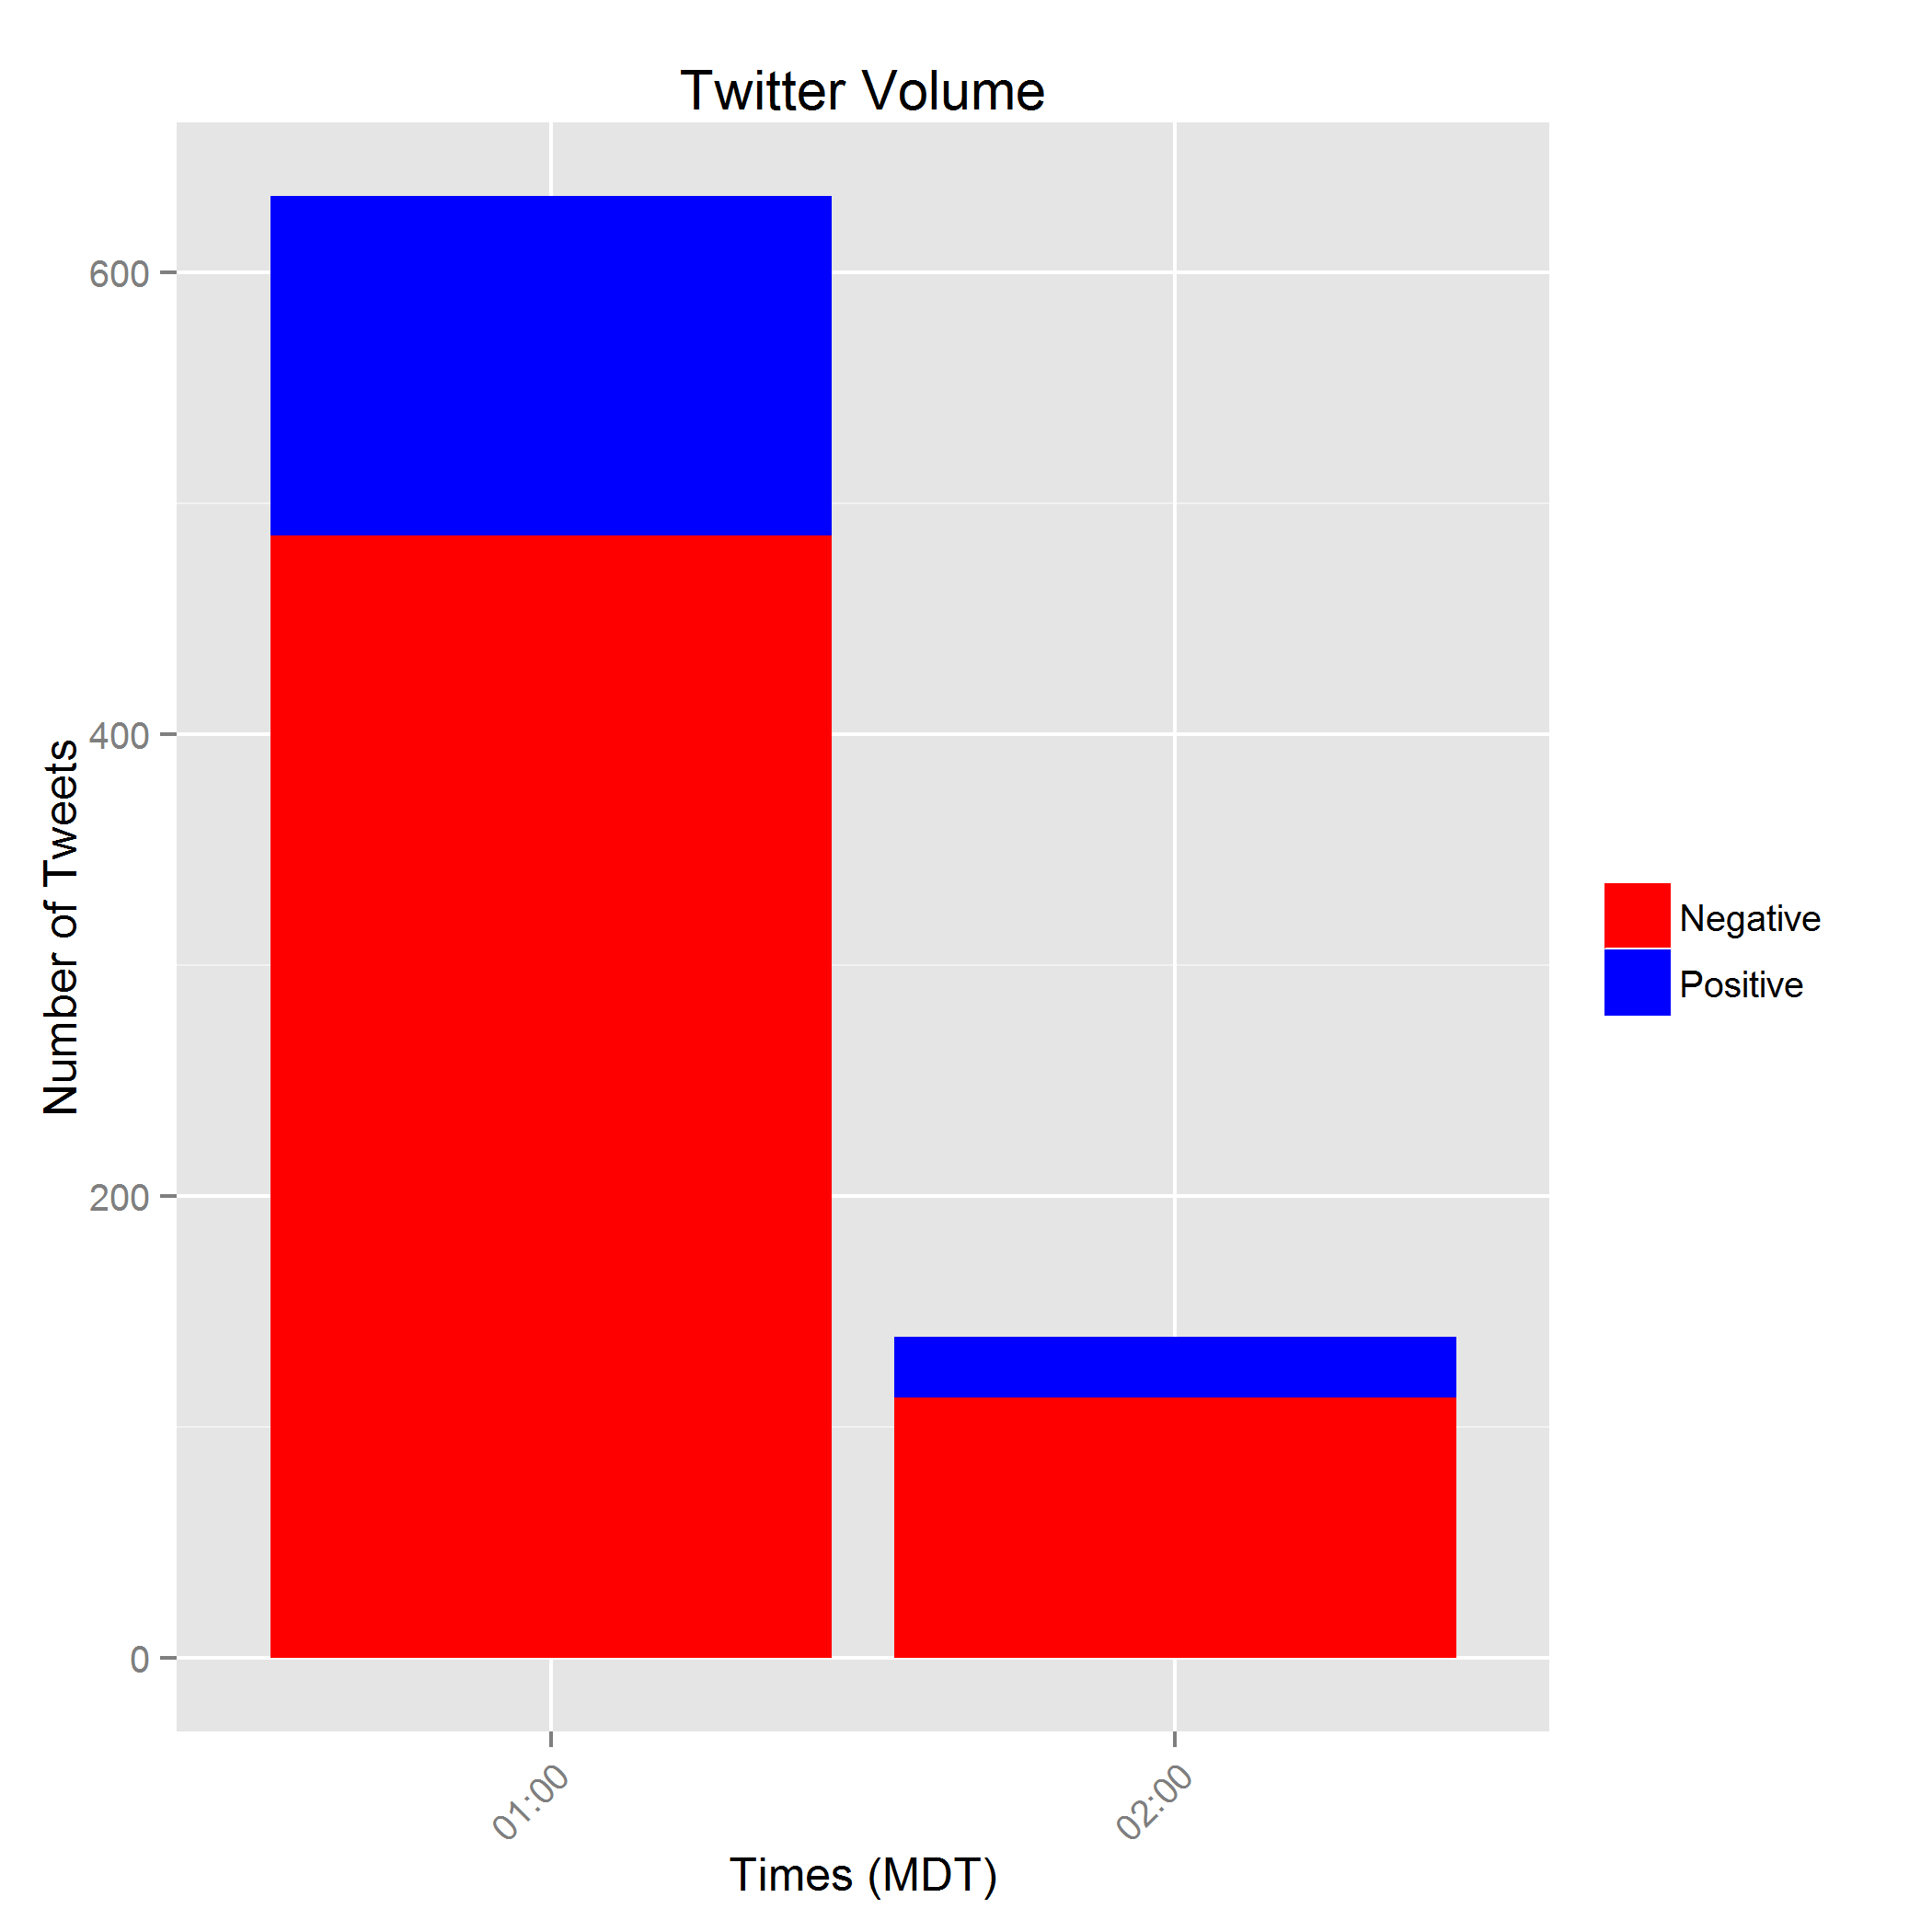 Twitter Volume
Number of Tweets
600
400
200
0
01:00
02:00
Times (MDT)
Negative
Positive